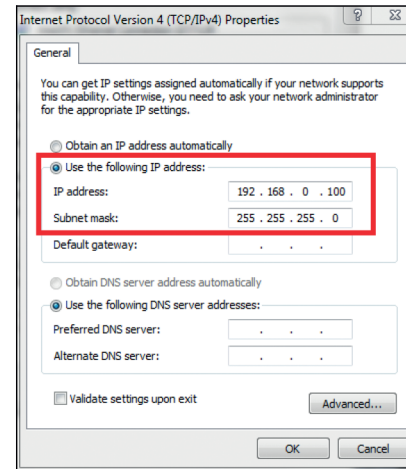 Internet Protocol Version 4 (TCP/IPv4) Properties
General
You can get IP settings assigned automatically if your network supports
this capability. Otherwise, you need to ask your network administrator
for the appropriate IP settings.
Obtain an IP address automatically
Use the following IP address:
IP address: 192 . 168 . 0 . 100
Subnet mask: 255 . 255 . 255 . 0
Default gateway: . . .
Obtain DNS server address automatically
Use the following DNS server addresses:
Preferred DNS server: . . .
Alternate DNS server: . . .
Validate settings upon exit
Advanced...
OK Cancel